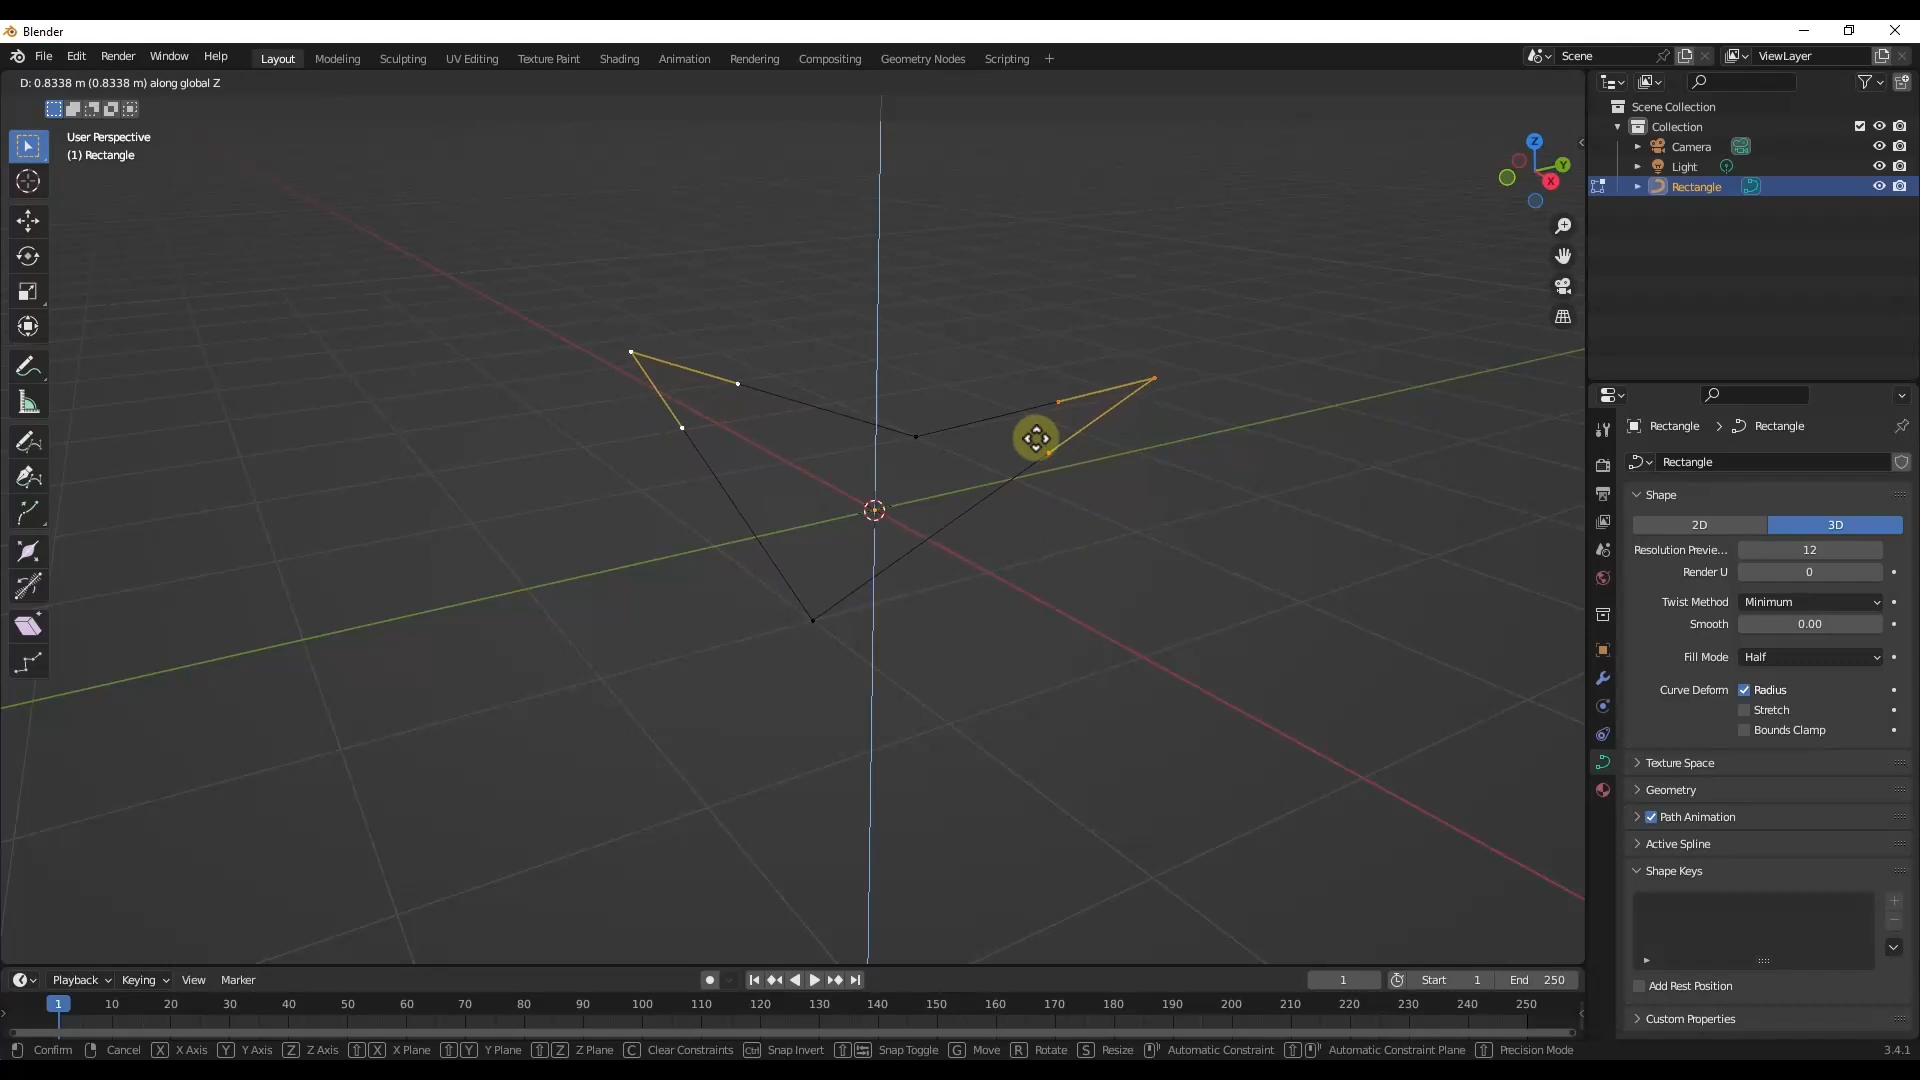 Blender
File Edit Render Window Help Layout Modeling Sculpting UV Editing Texture Paint Shading Animation Rendering Compositing Geometry Nodes Scripting + Scene ViewLayer
D: 0.8338 m (0.8338 m) along global Z
User Perspective
(1) Rectangle
Z
Y
X
Scene Collection
Collection
Camera
Light
Rectangle
Rectangle > Rectangle
Rectangle
Shape
2D 3D
Resolution Previe... 12
Render U 0
Twist Method Minimum
Smooth 0.00
Fill Mode Half
Curve Deform Radius
Stretch
Bounds Clamp
Texture Space
Geometry
Path Animation
Active Spline
Shape Keys
Add Rest Position
Custom Properties
Playback Keying View Marker 1 Start 1 End 250
1 10 20 30 40 50 60 70 80 90 100 110 120 130 140 150 160 170 180 190 200 210 220 230 240 250
Confirm Cancel X X Axis Y Y Axis Z Z Axis X X Plane Y Y Plane Z Z Plane C Clear Constraints Ctrl Snap Invert Snap Toggle G Move R Rotate S Resize Automatic Constraint Automatic Constraint Plane Precision Mode 3.4.1